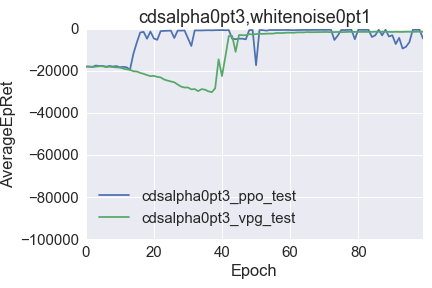 cdsalpha0pt3,whitenoise0pt1
AverageEpRet
0
−20000
−40000
−60000
−80000
−100000
cdsalpha0pt3_ppo_test
cdsalpha0pt3_vpg_test
0 20 40 60 80
Epoch